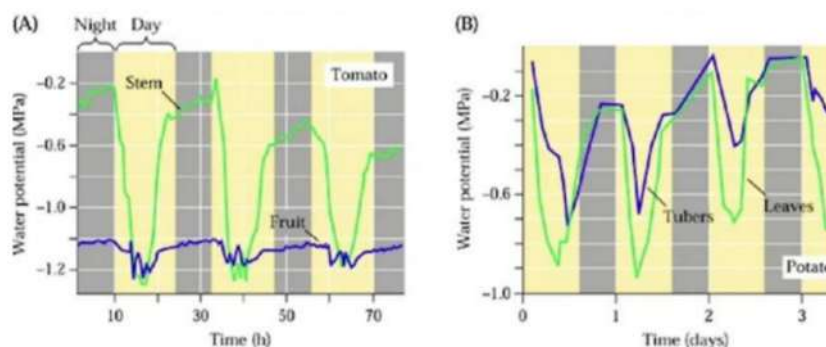 (A)
Night Day
Tomato
Stem
Fruit
Water potential (MPa)
−0.2
−0.6
−1.0
−1.2
10 30 50 70
Time (h)
(B)
Tubers
Leaves
Potato
Water potential (MPa)
−0.2
−0.6
−1.0
0 1 2 3
Time (days)